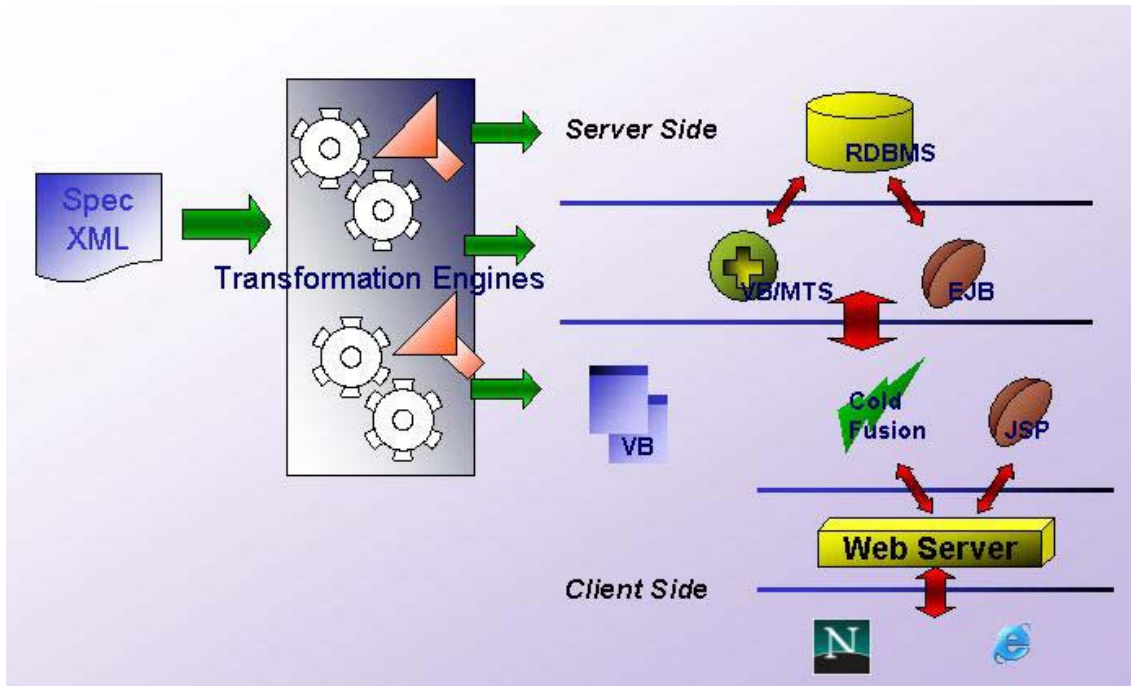 Spec
XML
Transformation Engines
Server Side
RDBMS
VB/MTS
EJB
VB
Cold
Fusion
JSP
Web Server
Client Side
N
e